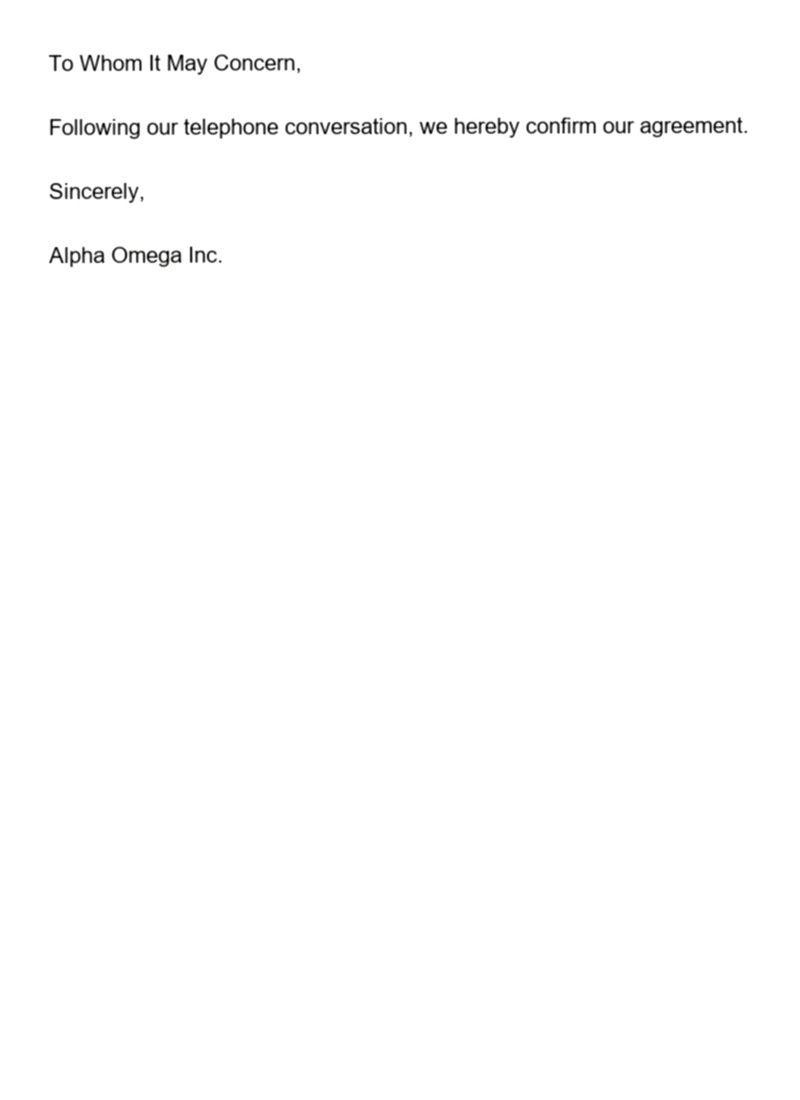 To Whom It May Concern,
Following our telephone conversation, we hereby confirm our agreement.
Sincerely,
Alpha Omega Inc.